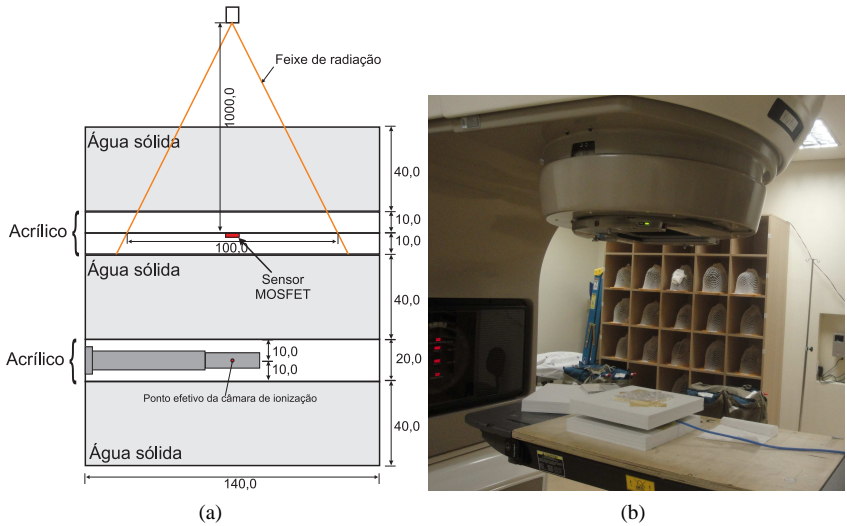 Feixe de radiação
1000,0
Água sólida
40,0
Acrílico
10,0
10,0
100,0
Sensor
MOSFET
Água sólida
40,0
Acrílico
10,0
10,0
20,0
Ponto efetivo da câmara de ionização
40,0
Água sólida
140,0
(a)
(b)